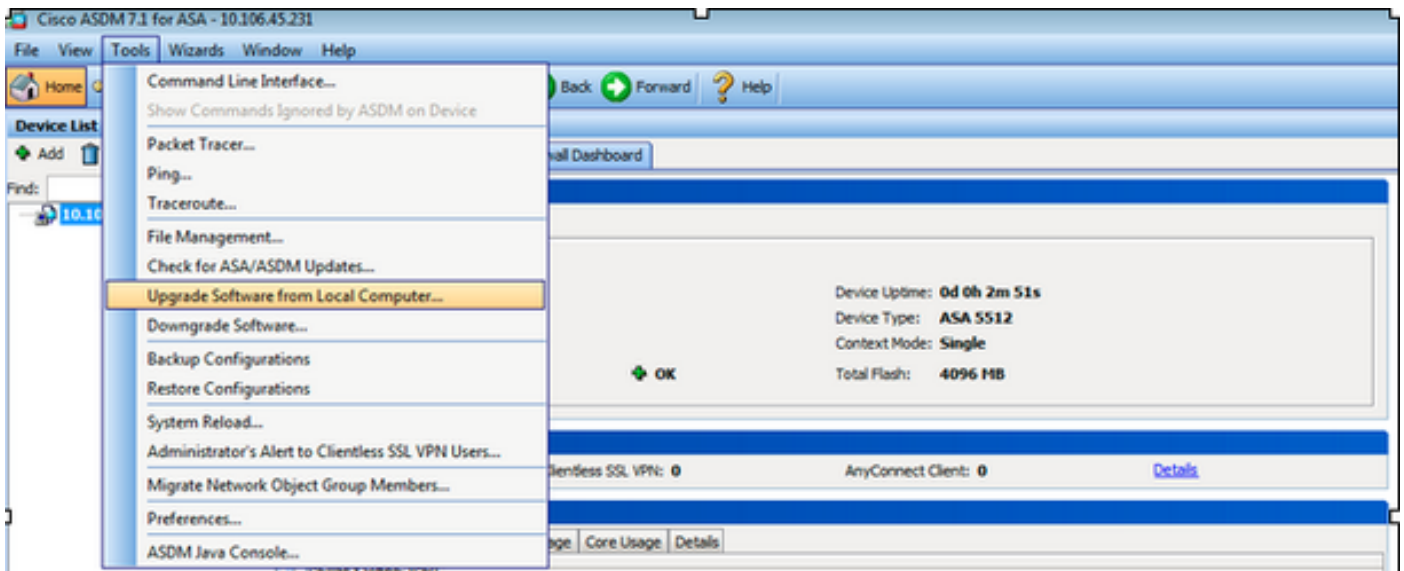 Cisco ASDM 7.1 for ASA - 10.106.45.231
File View Tools Wizards Window Help
Home Back Forward Help
Device List
Add
Find:
10.10
Command Line Interface...
Show Commands Ignored by ASDM on Device
Packet Tracer...
Ping...
Traceroute...
File Management...
Check for ASA/ASDM Updates...
Upgrade Software from Local Computer...
Downgrade Software...
Backup Configurations
Restore Configurations
System Reload...
Administrator's Alert to Clientless SSL VPN Users...
Migrate Network Object Group Members...
Preferences...
ASDM Java Console...
wall Dashboard
Device Uptime: 0d 0h 2m 51s
Device Type: ASA 5512
Context Mode: Single
OK Total Flash: 4096 MB
lientless SSL VPN: 0 AnyConnect Client: 0 Details
age Core Usage Details